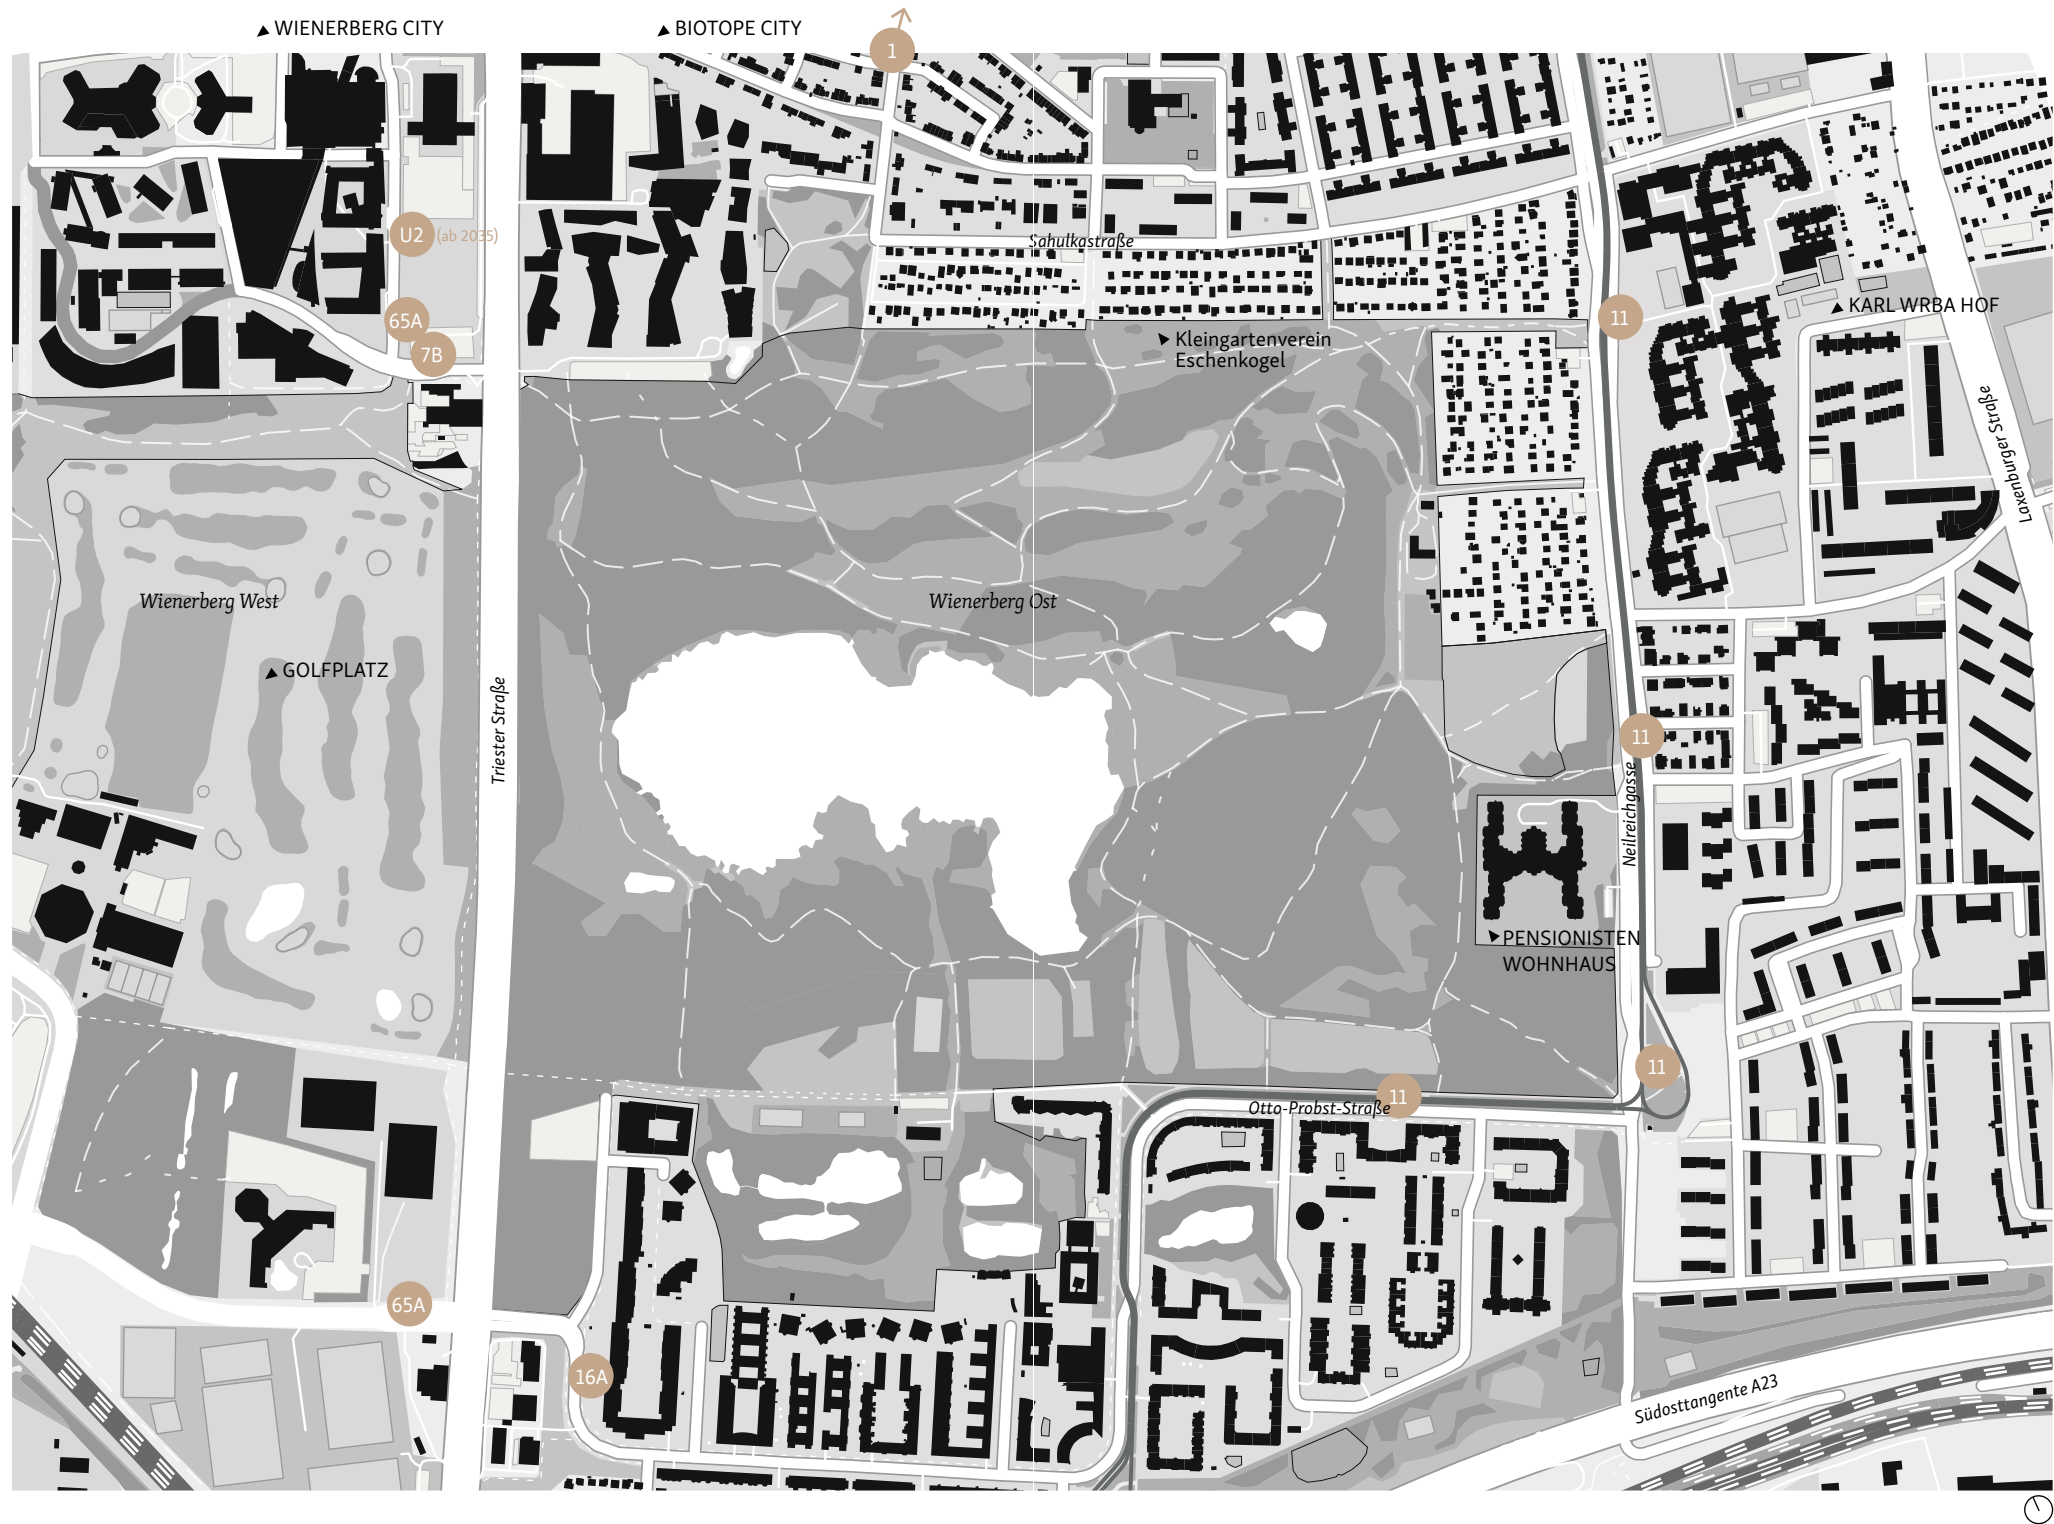 WIENERBERG CITY
BIOTOPE CITY
1
U2 (ab 2035)
Sahulkastraße
65A
7B
11
KARL WRBA HOF
Kleingartenverein
Eschenkogel
Laxenburger Straße
Wienerberg West
Wienerberg Ost
GOLFPLATZ
Triester Straße
11
Neilreichgasse
PENSIONISTEN
WOHNHAUS
11
11
Otto-Probst-Straße
65A
16A
Südosttangente A23